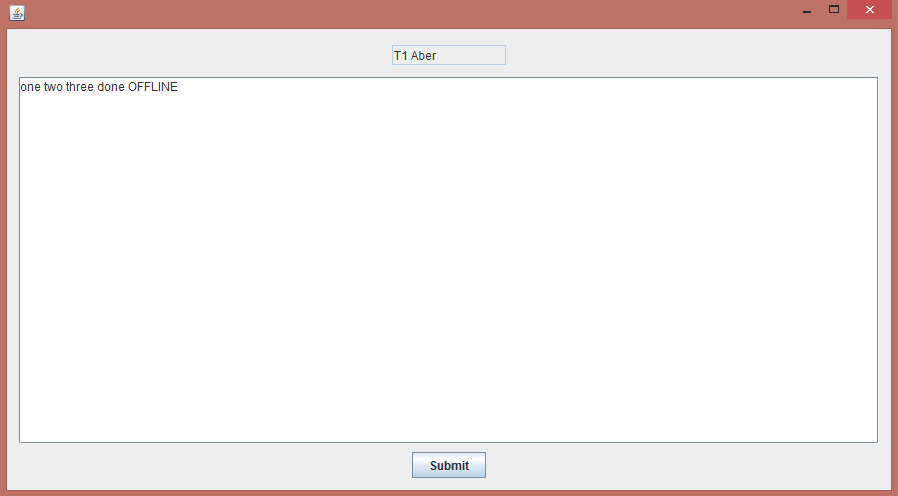 T1 Aber
one two three done OFFLINE
Submit